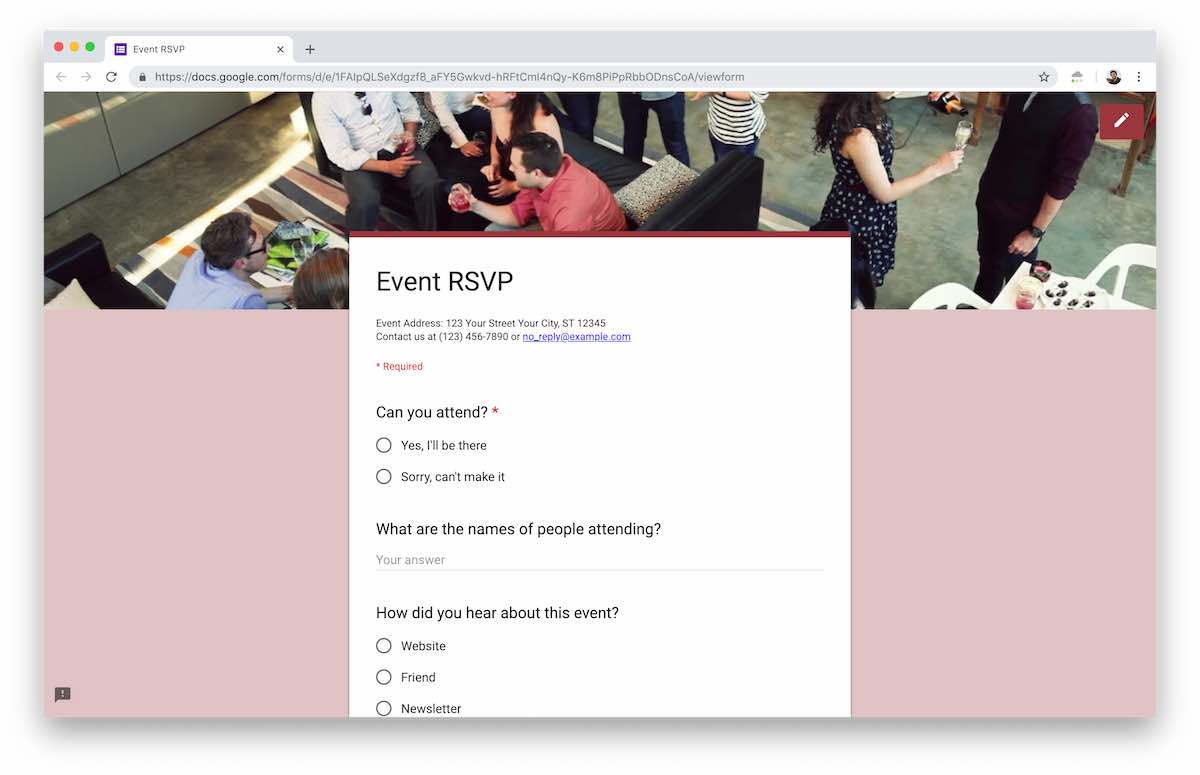 Event RSVP
https://docs.google.com/forms/d/e/1FAIpQLSeXdgzf8_aFY5Gwkvd-hRFtCmI4nQy-K6m8PiPpRbbODnsCoA/viewform
Event RSVP
Event Address: 123 Your Street Your City, ST 12345
Contact us at (123) 456-7890 or no_reply@example.com
* Required
Can you attend? *
Yes, I'll be there
Sorry, can't make it
What are the names of people attending?
Your answer
How did you hear about this event?
Website
Friend
Newsletter